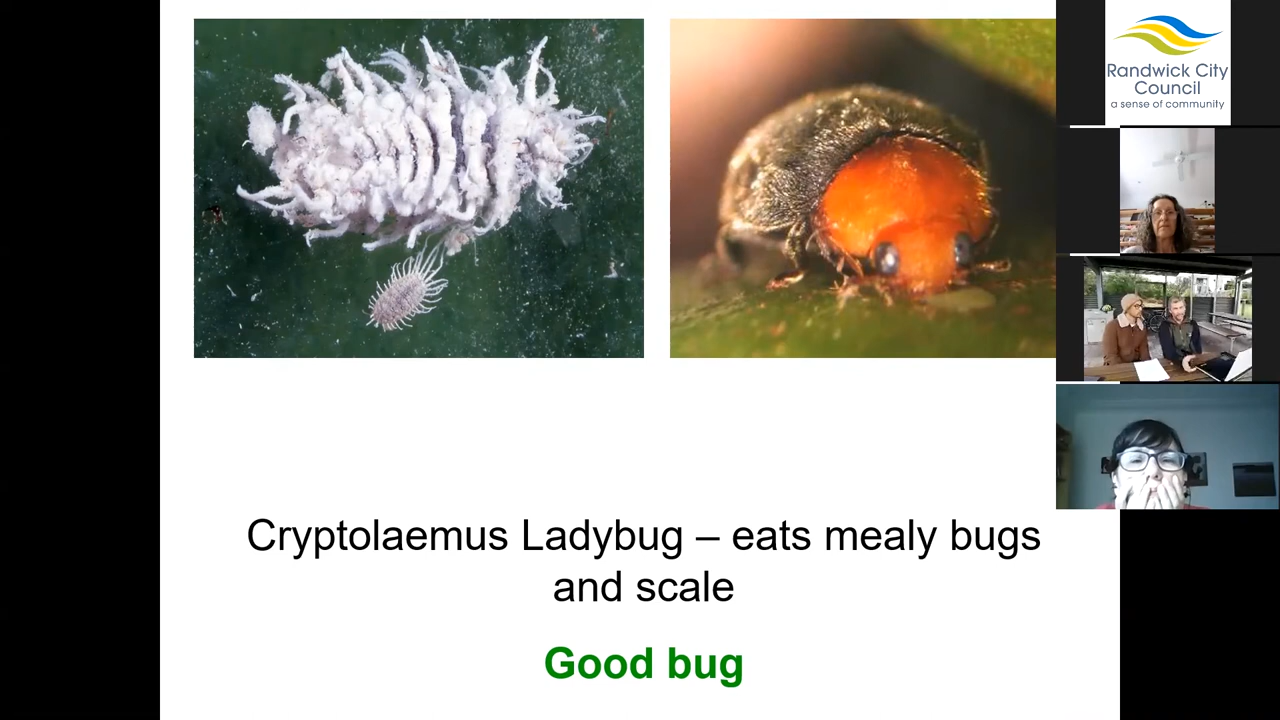 Randwick City
Council
a sense of community
Cryptolaemus Ladybug – eats mealy bugs
and scale
Good bug